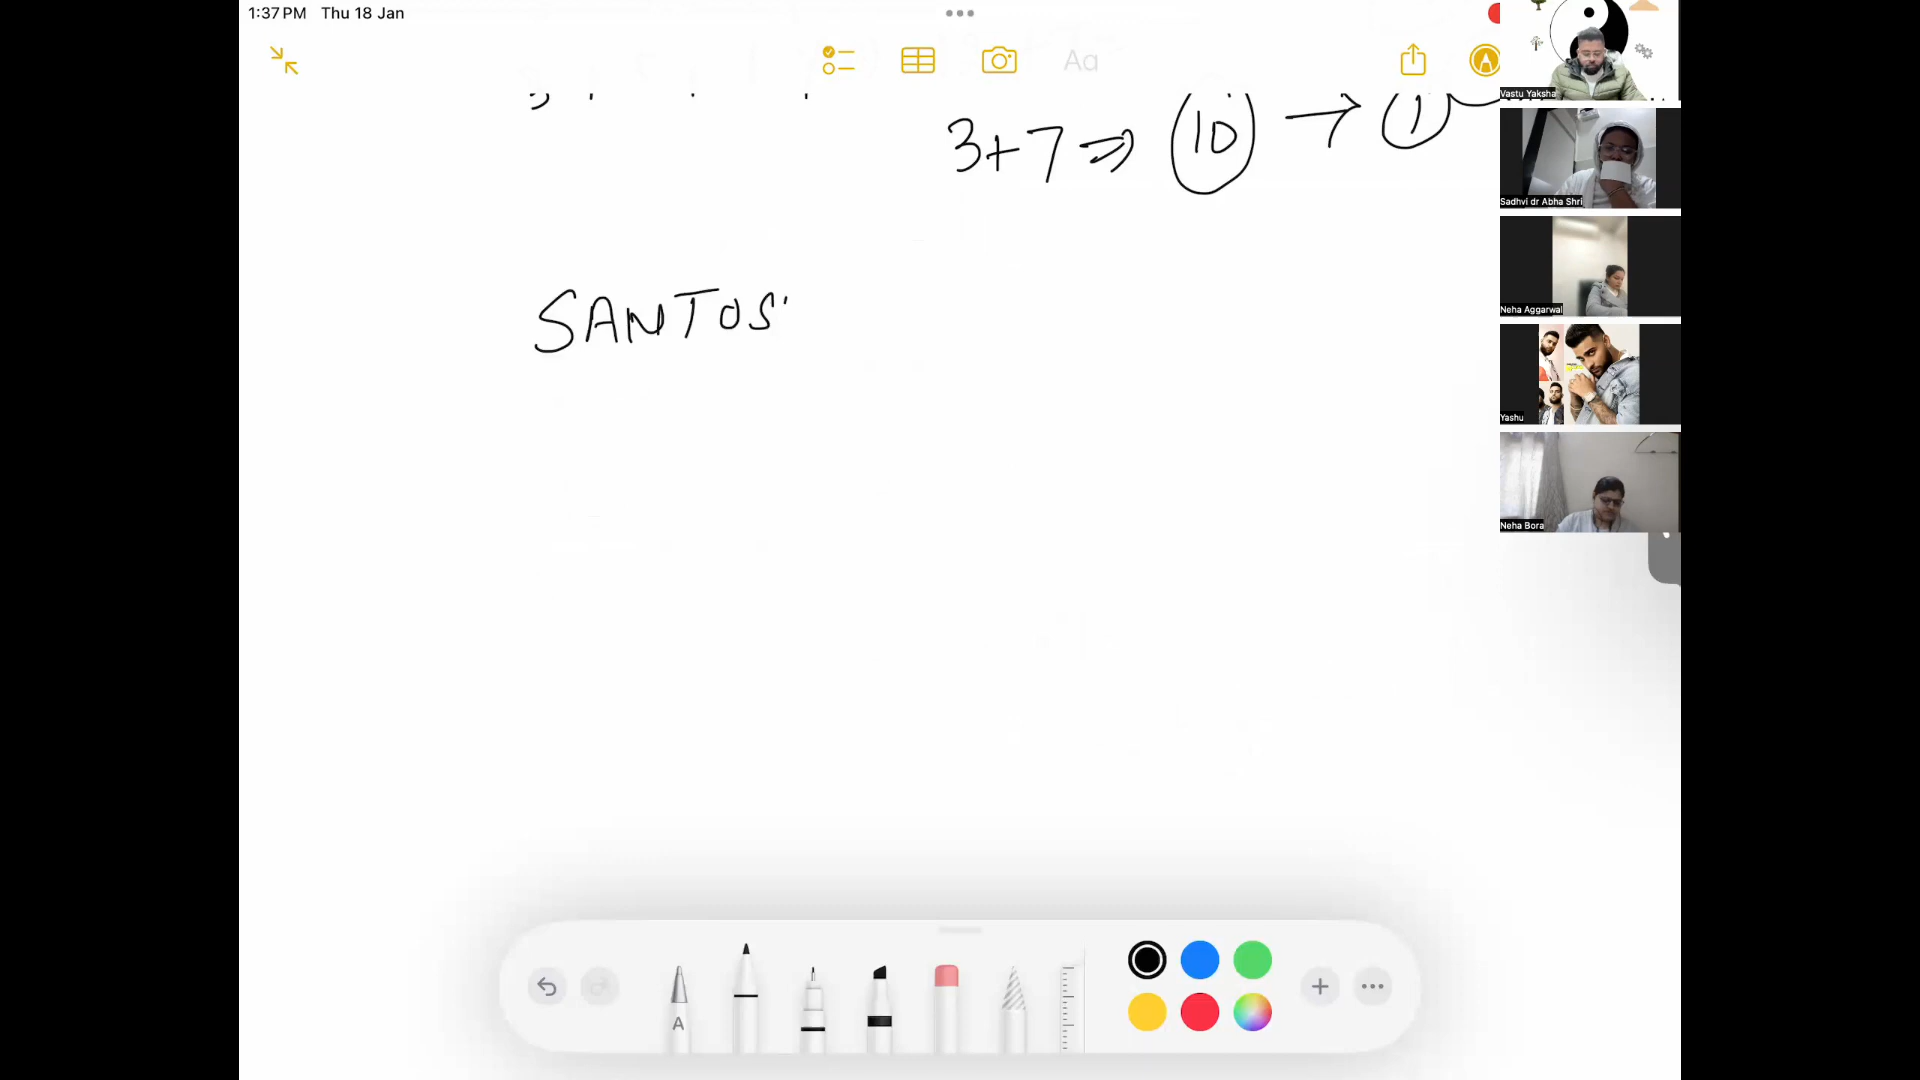 1:37 PM Thu 18 Jan
Aa
3+7 ⇒ 10 → 1
SANTOS
A
Vastu Yaksha
Sadhvi dr Abha Shri
Neha Aggarwal
Yashu
Neha Bora